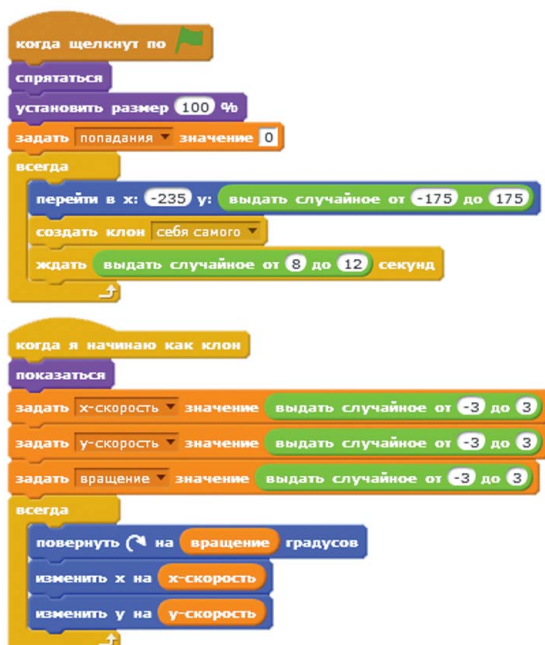 когда щелкнут по
спрятаться
установить размер 100 %
задать попадания значение 0
всегда
перейти в x: -235 y: выдать случайное от -175 до 175
создать клон себя самого
ждать выдать случайное от 8 до 12 секунд
когда я начинаю как клон
показаться
задать х-скорость значение выдать случайное от -3 до 3
задать у-скорость значение выдать случайное от -3 до 3
задать вращение значение выдать случайное от -3 до 3
всегда
повернуть на вращение градусов
изменить x на х-скорость
изменить y на у-скорость